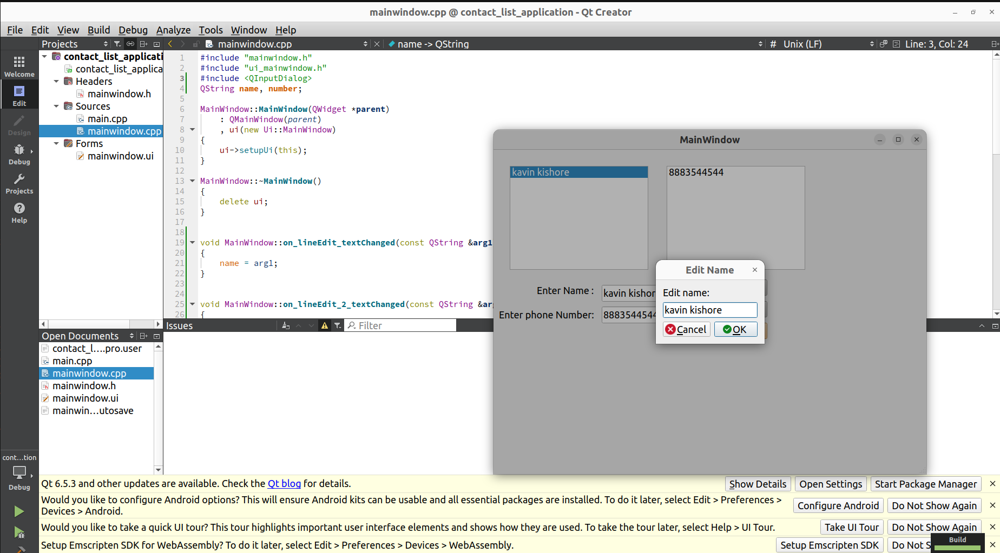 mainwindow.cpp @ contact_list_application - Qt Creator
File Edit View Build Debug Analyze Tools Window Help
Projects
mainwindow.cpp
name -> QString
# Unix (LF)
Line: 3, Col: 24
Welcome
Edit
Design
Debug
Projects
Help
contact_list_applicati
contact_list_applica
Headers
mainwindow.h
Sources
main.cpp
mainwindow.cpp
Forms
mainwindow.ui
1 #include "mainwindow.h"
2 #include "ui_mainwindow.h"
3 #include <QInputDialog>
4 QString name, number;
5
6 MainWindow::MainWindow(QWidget *parent)
7 : QMainWindow(parent)
8 , ui(new Ui::MainWindow)
9 {
10 ui->setupUi(this);
11 }
12
13 MainWindow::~MainWindow()
14 {
15 delete ui;
16 }
17
18
19 void MainWindow::on_lineEdit_textChanged(const QString &arg1
20 {
21 name = arg1;
22 }
23
24
25 void MainWindow::on_lineEdit_2_textChanged(const QString &ar
26 {
MainWindow
kavin kishore
8883544544
Enter Name :
kavin kishor
Enter phone Number:
8883544544
Edit Name
Edit name:
kavin kishore
Cancel
OK
Issues
Filter
Open Documents
contact_l....pro.user
main.cpp
mainwindow.cpp
mainwindow.h
mainwindow.ui
mainwin...utosave
cont...tion
Debug
Qt 6.5.3 and other updates are available. Check the Qt blog for details.
Show Details
Open Settings
Start Package Manager
Would you like to configure Android options? This will ensure Android kits can be usable and all essential packages are installed. To do it later, select Edit > Preferences >
Devices > Android.
Configure Android
Do Not Show Again
Would you like to take a quick UI tour? This tour highlights important user interface elements and shows how they are used. To take the tour later, select Help > UI Tour.
Take UI Tour
Do Not Show Again
Setup Emscripten SDK for WebAssembly? To do it later, select Edit > Preferences > Devices > WebAssembly.
Setup Emscripten SDK
Do Not S
Build